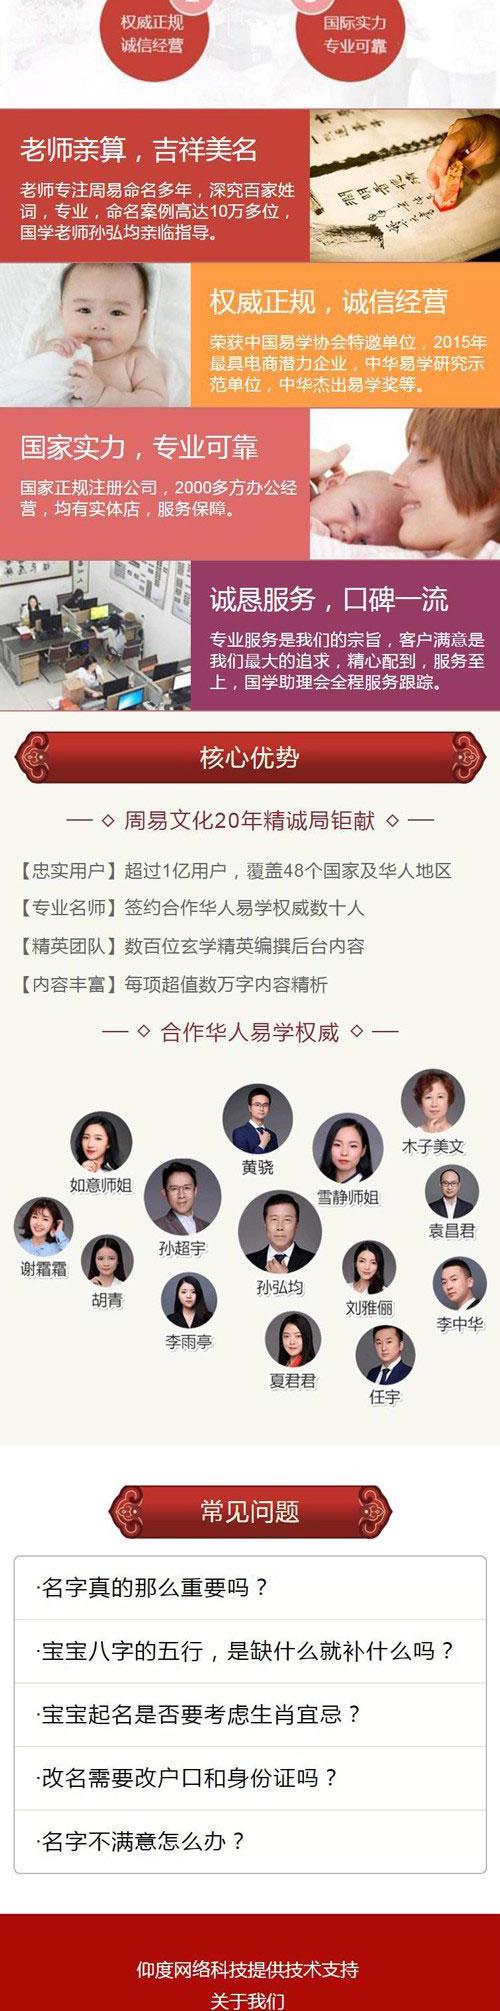 权威正规
诚信经营
国际实力
专业可靠
老师亲算，吉祥美名
老师专注周易命名多年，深究百家姓
词，专业，命名案例高达10万多位，
国学老师孙弘均亲临指导。
权威正规，诚信经营
荣获中国易学协会特邀单位，2015年
最具电商潜力企业，中华易学研究示
范单位，中华杰出易学奖等。
国家实力，专业可靠
国家正规注册公司，2000多方办公经
营，均有实体店，服务保障。
诚恳服务，口碑一流
专业服务是我们的宗旨，客户满意是
我们最大的追求，精心配到，服务至
上，国学助理会全程服务跟踪。
核心优势
周易文化20年精诚局钜献
【忠实用户】超过1亿用户，覆盖48个国家及华人地区
【专业名师】签约合作华人易学权威数十人
【精英团队】数百位玄学精英编撰后台内容
【内容丰富】每项超值数万字内容精析
合作华人易学权威
木子美文
黄骁
如意师姐
雪静师姐
袁昌君
孙超宇
谢霜霜
孙弘均
胡青
刘雅俪
李中华
李雨亭
夏君君
任宇
常见问题
·名字真的那么重要吗？
·宝宝八字的五行，是缺什么就补什么吗？
·宝宝起名是否要考虑生肖宜忌？
·改名需要改户口和身份证吗？
·名字不满意怎么办？
仰度网络科技提供技术支持
关于我们